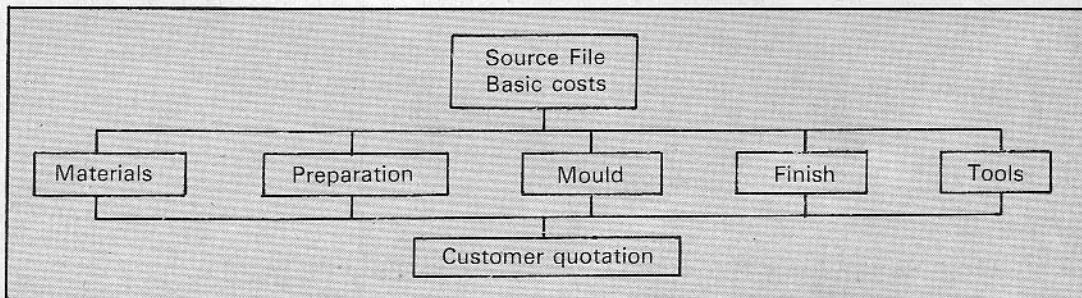 Source File
Basic costs
Materials
Preparation
Mould
Finish
Tools
Customer quotation